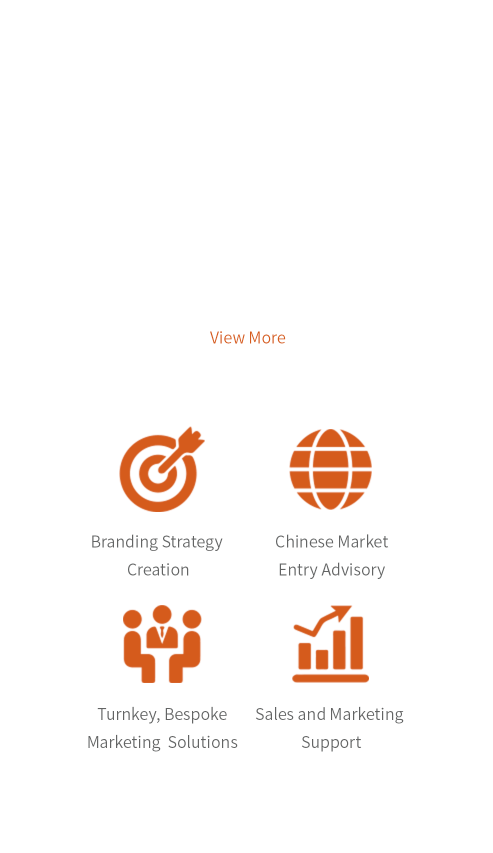 View More
Branding Strategy
Creation
Chinese Market
Entry Advisory
Turnkey, Bespoke
Marketing  Solutions
Sales and Marketing
Support